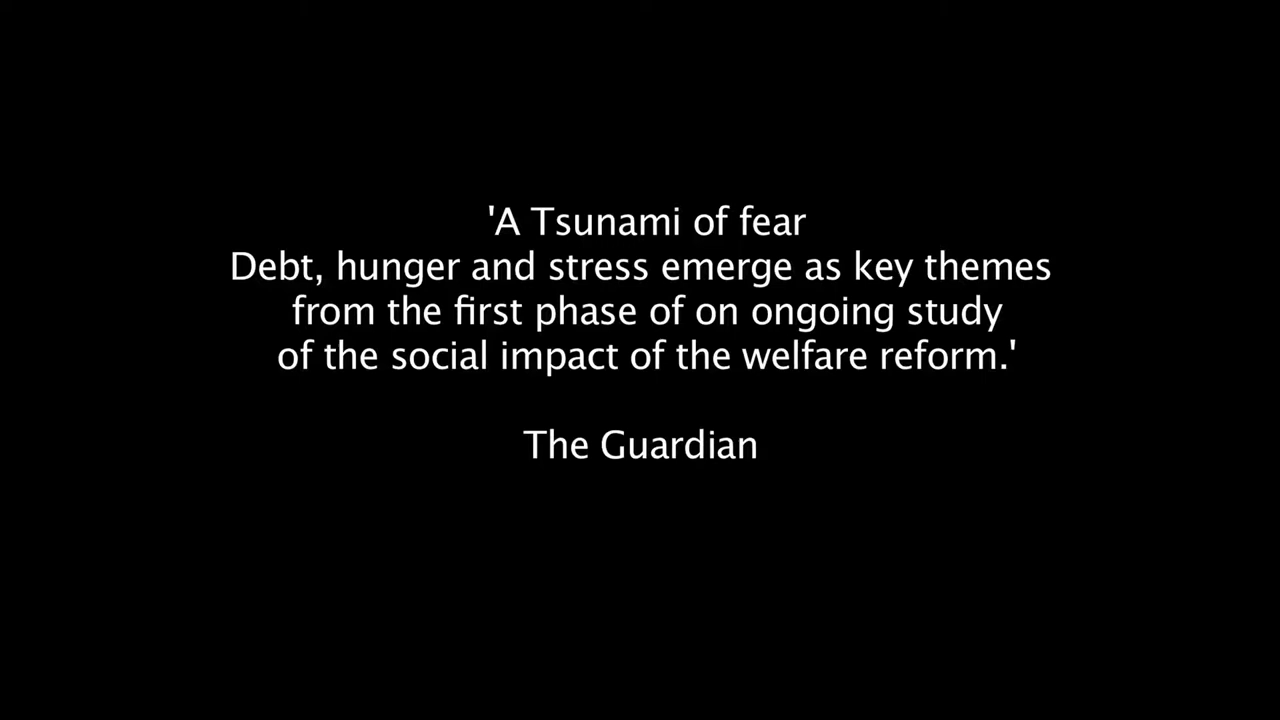 'A Tsunami of fear
Debt, hunger and stress emerge as key themes
from the first phase of on ongoing study
of the social impact of the welfare reform.'
The Guardian